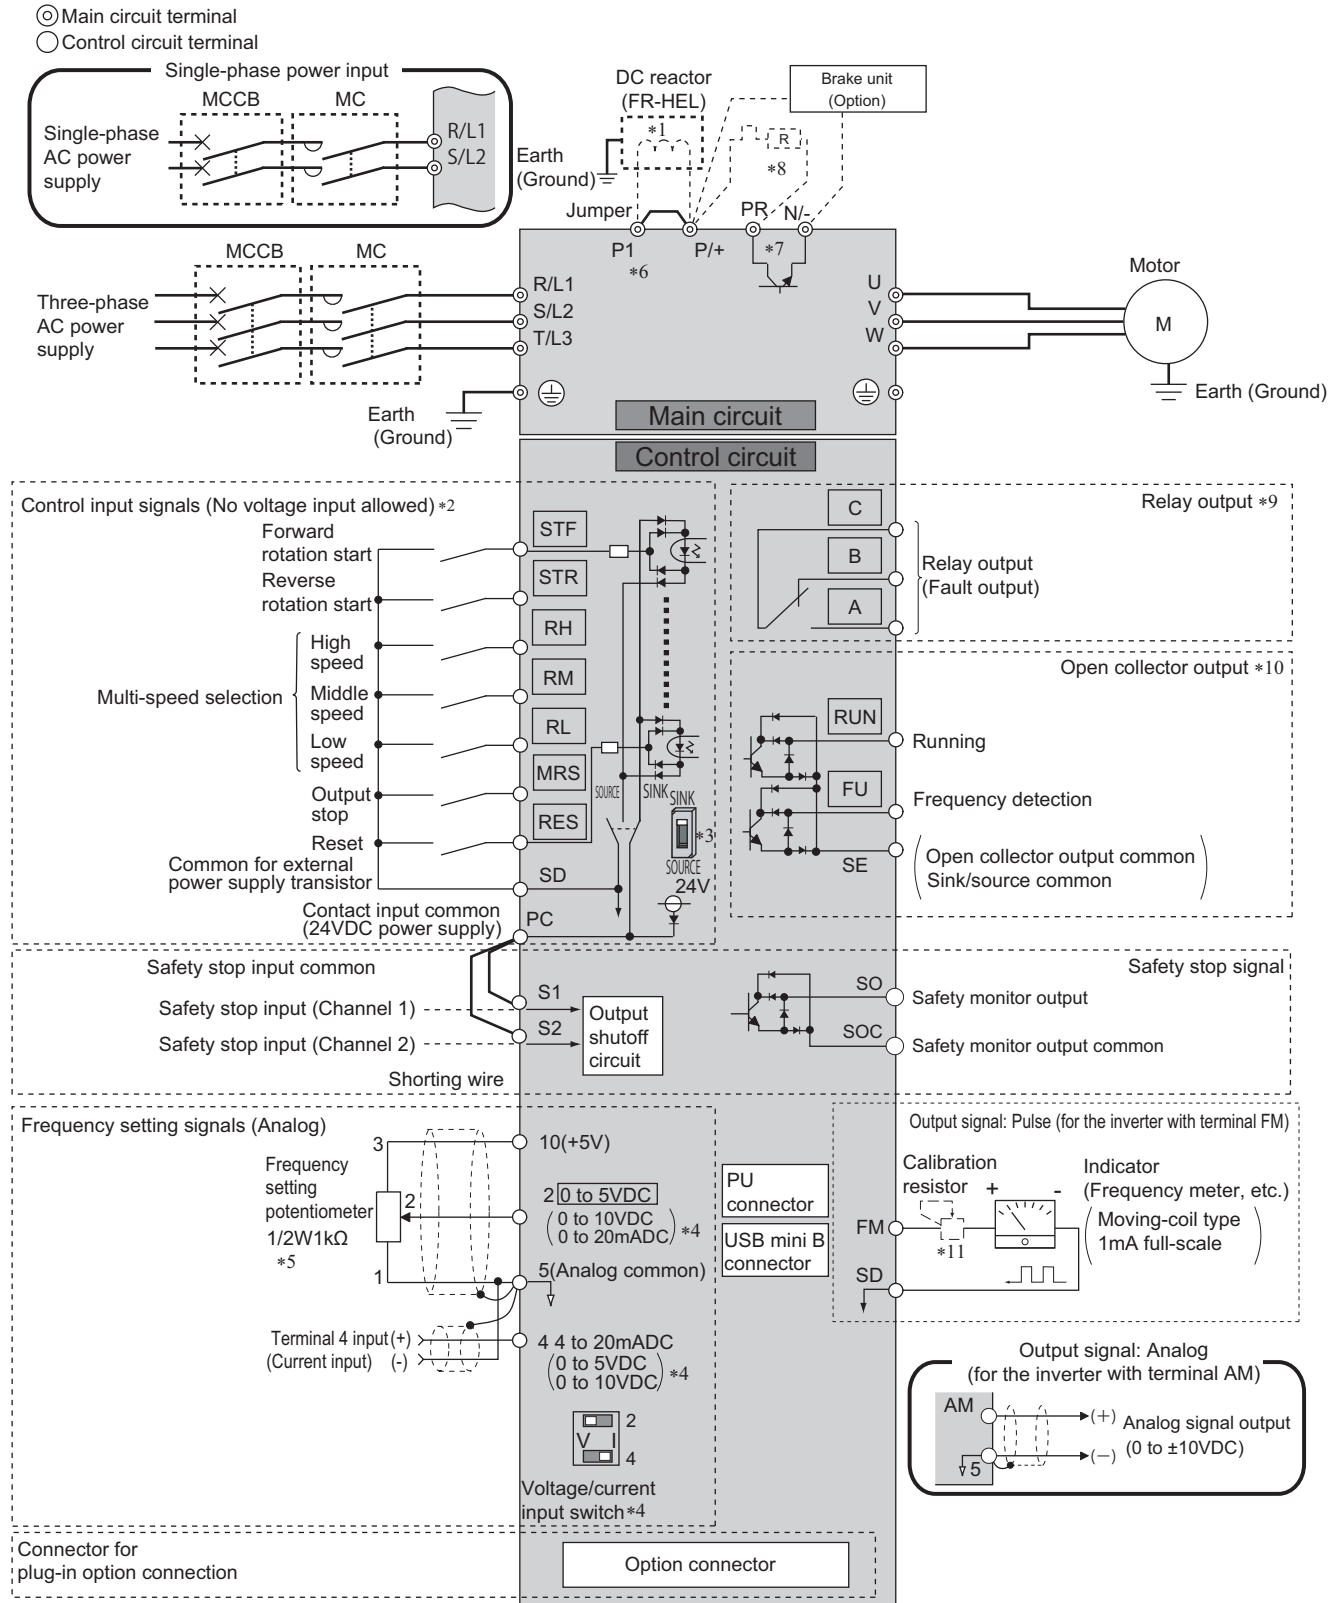 Main circuit terminal
Control circuit terminal
Single-phase power input
MCCB
MC
Single-phase
AC power
supply
R/L1
S/L2
DC reactor
(FR-HEL)
*1
Brake unit
(Option)
R
*8
Earth
(Ground)
Jumper
P1
*6
P/+
PR
*7
N/-
MCCB
MC
Three-phase
AC power
supply
R/L1
S/L2
T/L3
U
V
W
Motor
M
Earth (Ground)
Earth
(Ground)
Main circuit
Control circuit
Control input signals (No voltage input allowed) *2
Forward
rotation start
Reverse
rotation start
Multi-speed selection
High
speed
Middle
speed
Low
speed
Output
stop
Reset
Common for external
power supply transistor
Contact input common
(24VDC power supply)
STF
STR
RH
RM
RL
MRS
RES
SD
PC
SOURCE
SINK
SINK
*3
SOURCE
24V
Relay output *9
C
B
A
Relay output
(Fault output)
Open collector output *10
RUN
Running
FU
Frequency detection
SE
Open collector output common
Sink/source common
Safety stop input common
Safety stop input (Channel 1)
Safety stop input (Channel 2)
Shorting wire
S1
S2
Output
shutoff
circuit
Safety stop signal
SO
Safety monitor output
SOC
Safety monitor output common
Frequency setting signals (Analog)
Frequency
setting
potentiometer
1/2W1kΩ
*5
3
2
1
10(+5V)
2 0 to 5VDC
(0 to 10VDC
0 to 20mADC) *4
5(Analog common)
Terminal 4 input (+)
(Current input) (-)
4 4 to 20mADC
(0 to 5VDC
0 to 10VDC) *4
2
V I
4
Voltage/current
input switch*4
PU
connector
USB mini B
connector
Output signal: Pulse (for the inverter with terminal FM)
Calibration
resistor
+ -
*11
Indicator
(Frequency meter, etc.)
(Moving-coil type
1mA full-scale)
FM
SD
Output signal: Analog
(for the inverter with terminal AM)
AM
5
(+)
(−)
Analog signal output
(0 to ±10VDC)
Connector for
plug-in option connection
Option connector